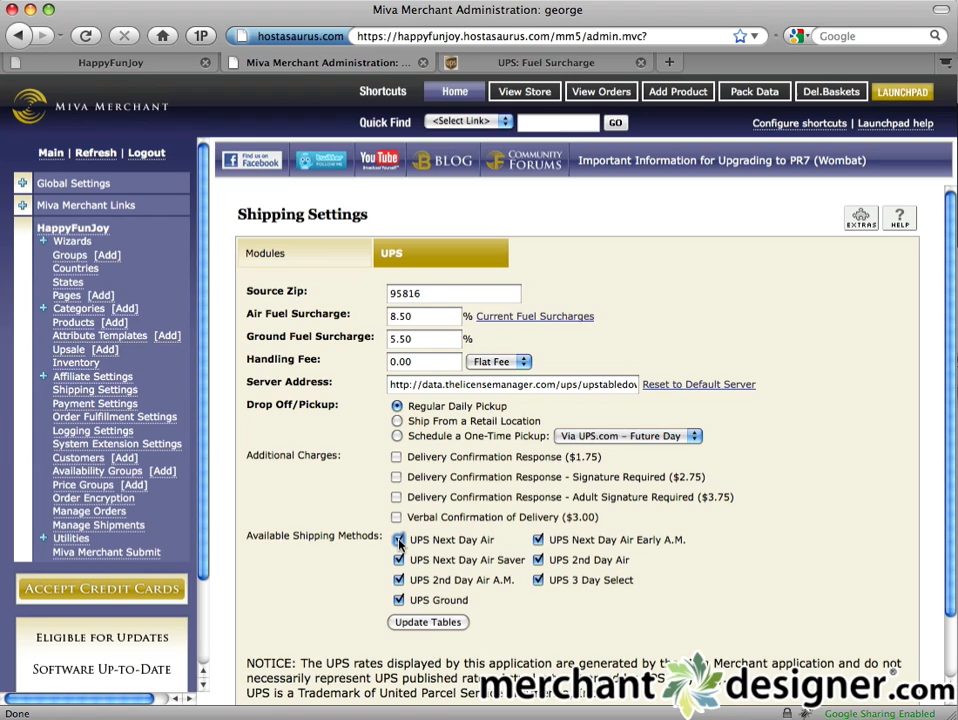 Miva Merchant Administration: george
1P
hostasaurus.com
https://happyfunjoy.hostasaurus.com/mm5/admin.mvc?
Google
HappyFunJoy
Miva Merchant Administration: ...
UPS: Fuel Surcharge
MIVA MERCHANT
Shortcuts
Home
View Store
View Orders
Add Product
Pack Data
Del.Baskets
LAUNCHPAD
Quick Find
<Select Link>
GO
Configure shortcuts | Launchpad help
Main | Refresh | Logout
Find us on Facebook
twitter
FOLLOW ME
YouTube
Broadcast Yourself
BLOG
COMMUNITY FORUMS
Important Information for Upgrading to PR7 (Wombat)
Global Settings
Miva Merchant Links
HappyFunJoy
Wizards
Groups [Add]
Countries
States
Pages [Add]
Categories [Add]
Products [Add]
Attribute Templates [Add]
Upsale [Add]
Inventory
Affiliate Settings
Shipping Settings
Payment Settings
Order Fulfillment Settings
Logging Settings
System Extension Settings
Customers [Add]
Availability Groups [Add]
Price Groups [Add]
Order Encryption
Manage Orders
Manage Shipments
Utilities
Miva Merchant Submit
ACCEPT CREDIT CARDS
ELIGIBLE FOR UPDATES
SOFTWARE UP-TO-DATE
Shipping Settings
EXTRAS
? HELP
Modules
UPS
Source Zip: 95816
Air Fuel Surcharge: 8.50 % Current Fuel Surcharges
Ground Fuel Surcharge: 5.50 %
Handling Fee: 0.00 Flat Fee
Server Address: http://data.thelicensemanager.com/ups/upstabledov Reset to Default Server
Drop Off/Pickup: Regular Daily Pickup
Ship From a Retail Location
Schedule a One-Time Pickup: Via UPS.com – Future Day
Additional Charges: Delivery Confirmation Response ($1.75)
Delivery Confirmation Response - Signature Required ($2.75)
Delivery Confirmation Response - Adult Signature Required ($3.75)
Verbal Confirmation of Delivery ($3.00)
Available Shipping Methods: UPS Next Day Air UPS Next Day Air Early A.M.
UPS Next Day Air Saver UPS 2nd Day Air
UPS 2nd Day Air A.M. UPS 3 Day Select
UPS Ground
Update Tables
NOTICE: The UPS rates displayed by this application are generated by the Merchant application and do not
necessarily represent UPS published
UPS is a Trademark of United Parcel
merchant designer.com
Done
Google Sharing Enabled